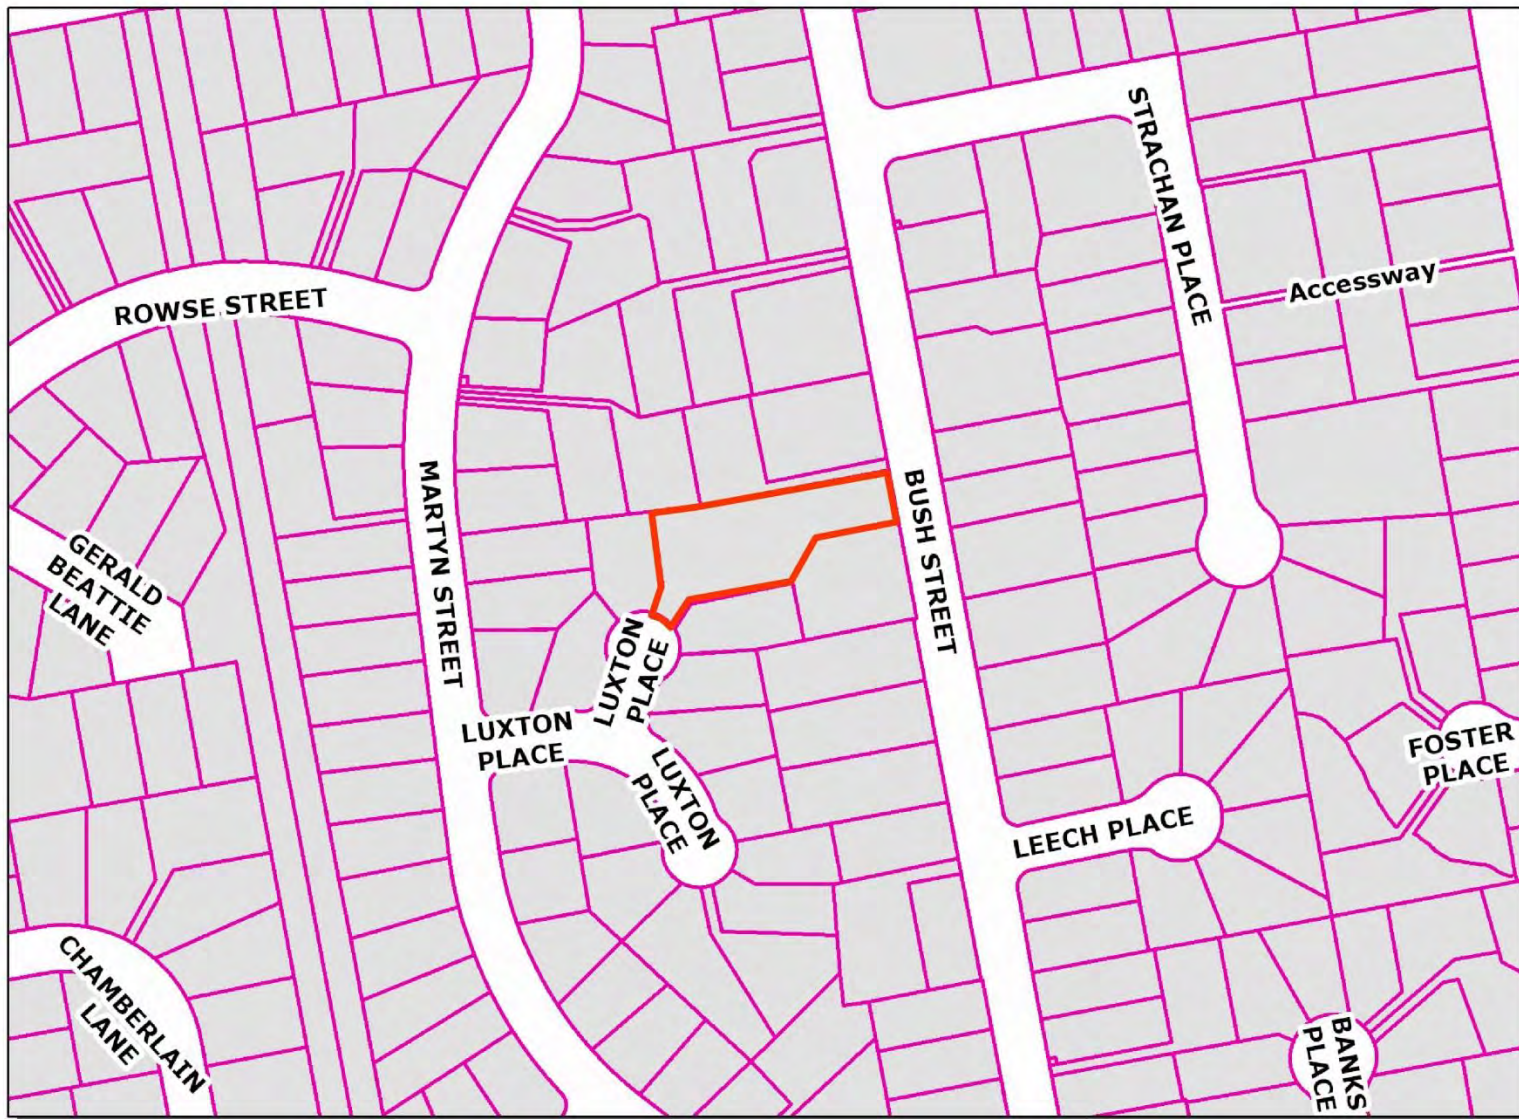 STRACHAN PLACE
Accessway
ROWSE STREET
MARTYN STREET
BUSH STREET
GERALD
BEATTIE
LANE
LUXTON
PLACE
LUXTON
PLACE
LUXTON
PLACE
FOSTER
PLACE
LEECH PLACE
CHAMBERLAIN
LANE
BANKS
PLACE